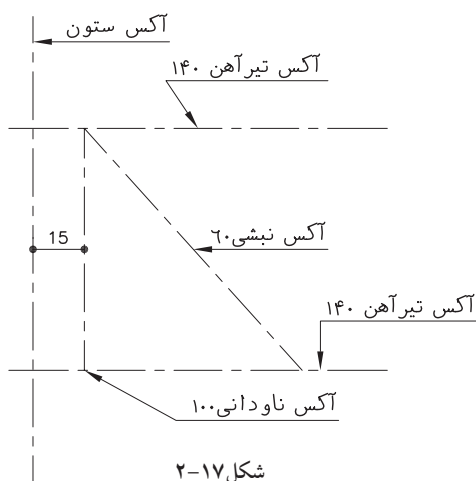 آکس ستون
آکس تیرآهن ۱۴۰
15
آکس نبشی۶۰
آکس تیرآهن ۱۴۰
آکس ناودانی۱۰۰
شکل۱۷-۲